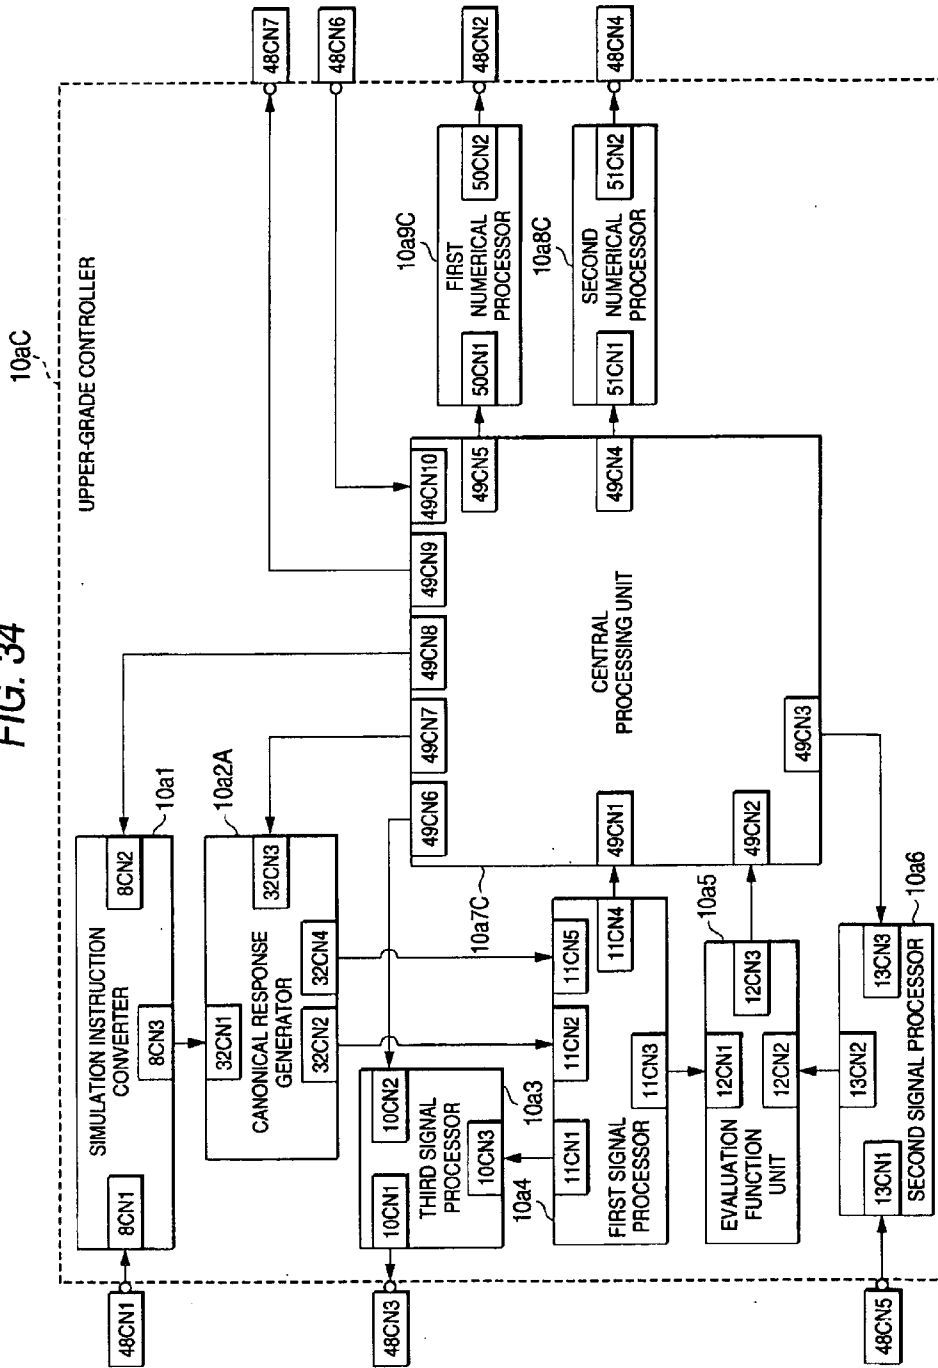 FIG. 34
10aC
UPPER-GRADE CONTROLLER
48CN1
8CN1
SIMULATION INSTRUCTION
CONVERTER
8CN2
8CN3
10a1
48CN7
48CN6
32CN1
CANONICAL RESPONSE
GENERATOR
32CN3
32CN2
32CN4
10a2A
48CN3
10CN1
10CN2
THIRD SIGNAL
PROCESSOR
10CN3
10a3
49CN6
49CN7
49CN8
49CN9
49CN10
10a7C
CENTRAL
PROCESSING UNIT
49CN1
49CN2
49CN3
49CN4
49CN5
10a9C
50CN1
FIRST
NUMERICAL
PROCESSOR
50CN2
48CN2
10a8C
51CN1
SECOND
NUMERICAL
PROCESSOR
51CN2
48CN4
10a4
11CN1
11CN2
11CN5
FIRST SIGNAL
PROCESSOR
11CN3
11CN4
10a5
12CN1
EVALUATION
FUNCTION
UNIT
12CN2
12CN3
10a6
48CN5
13CN1
13CN2
13CN3
SECOND SIGNAL PROCESSOR